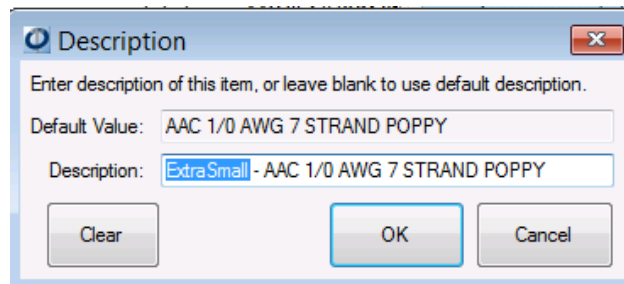 Description
Enter description of this item, or leave blank to use default description.
Default Value: AAC 1/0 AWG 7 STRAND POPPY
Description: ExtraSmall - AAC 1/0 AWG 7 STRAND POPPY
Clear OK Cancel